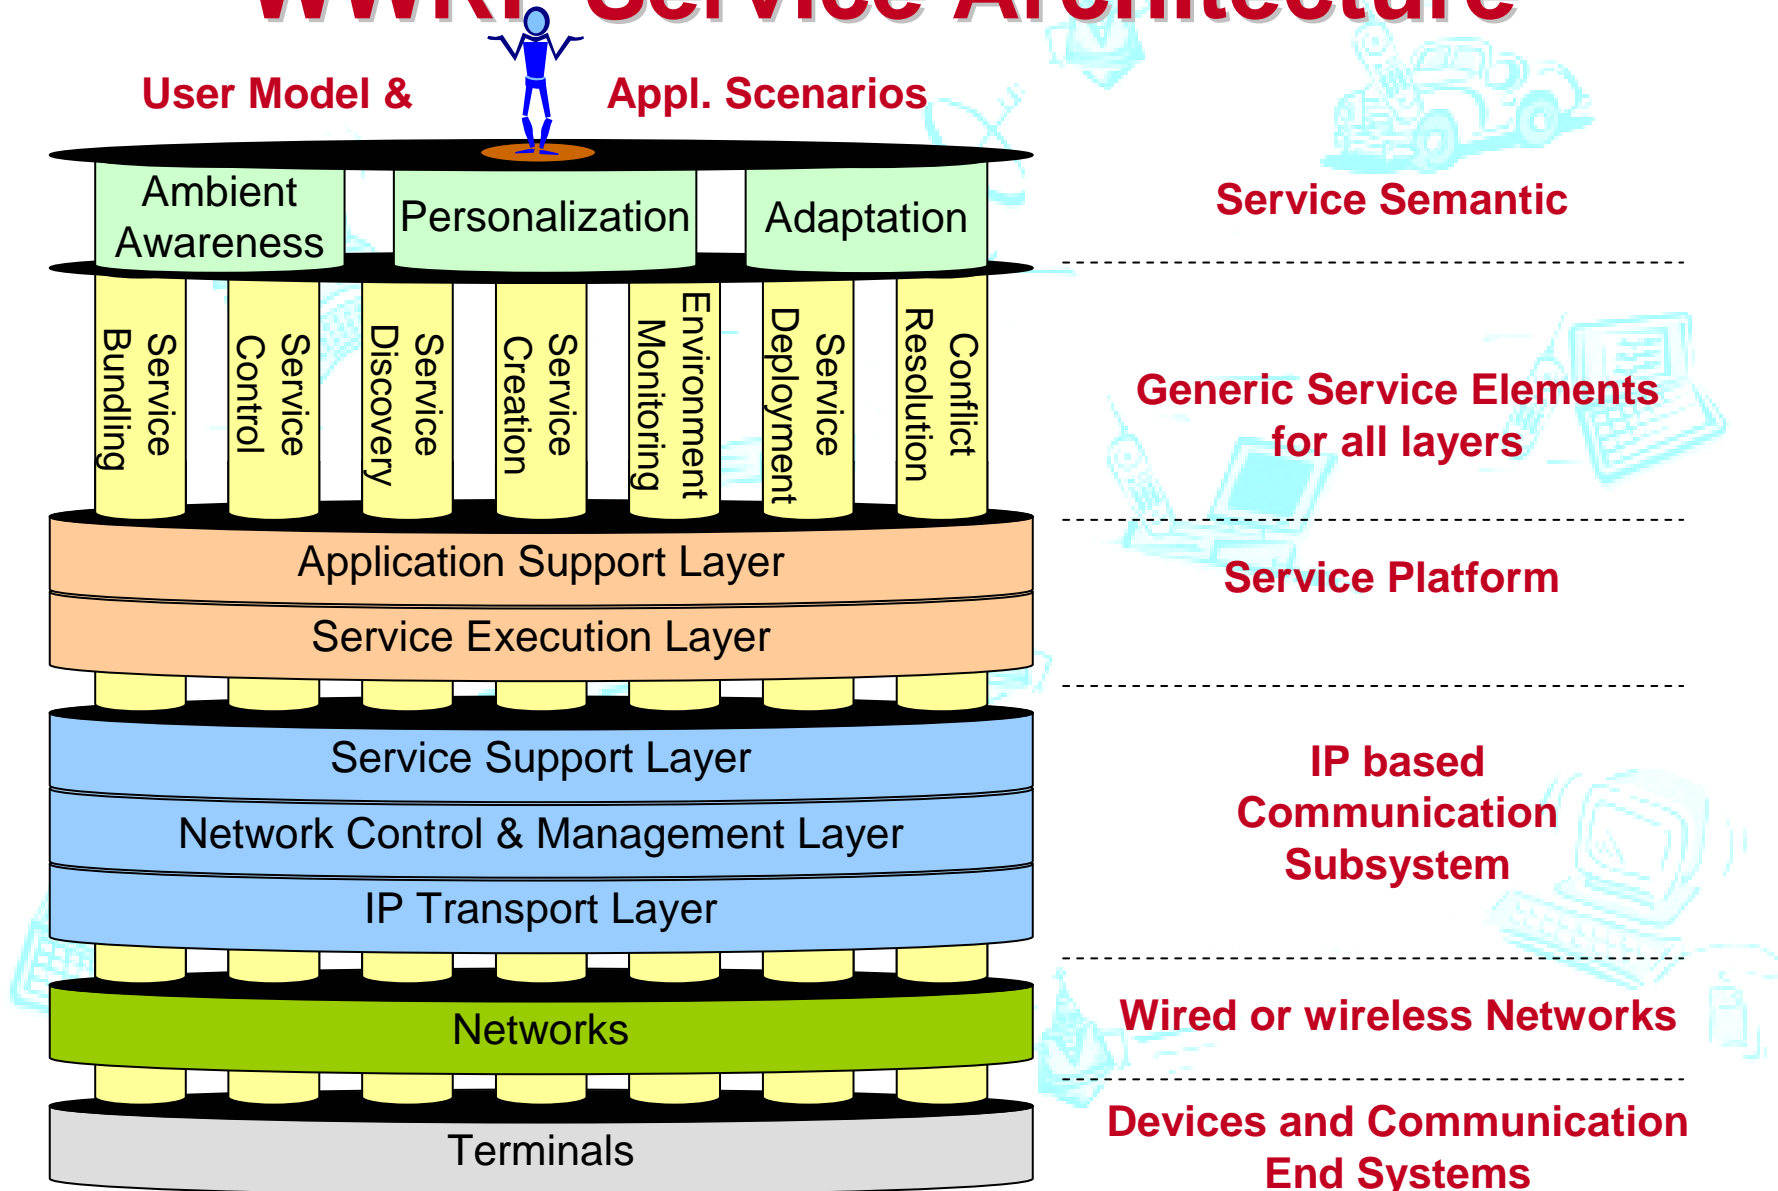 WWRF Service Architecture
User Model &
Appl. Scenarios
Ambient
Awareness
Personalization
Adaptation
Service Semantic
Service
Bundling
Service
Control
Service
Discovery
Service
Creation
Environment
Monitoring
Service
Deployment
Conflict
Resolution
Generic Service Elements
for all layers
Application Support Layer
Service Execution Layer
Service Platform
Service Support Layer
Network Control & Management Layer
IP Transport Layer
IP based
Communication
Subsystem
Networks
Wired or wireless Networks
Terminals
Devices and Communication
End Systems